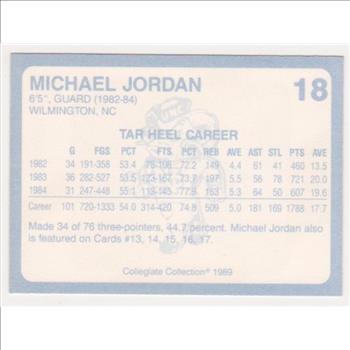 MICHAEL JORDAN 18
6'5", GUARD (1982-84)
WILMINGTON, NC
TAR HEEL CAREER
G FG/FGS PCT FTS PCT REB AVE AST STL PTS AVE
1982 34 191-358 53.4 78-108 72.2 149 4.4 61 41 460 13.5
1983 36 282-527 53.5 123-167 73.7 197 5.5 56 78 721 20.0
1984 31 247-448 55.1 113-145 77.9 163 5.3 64 50 607 19.6
Career 101 720-1333 54.0 314-420 74.8 509 5.0 181 169 1788 17.7
Made 34 of 76 three-pointers, 44.7 percent. Michael Jordan also
is featured on Cards #13, 14, 15, 16, 17.
Collegiate Collection® 1989